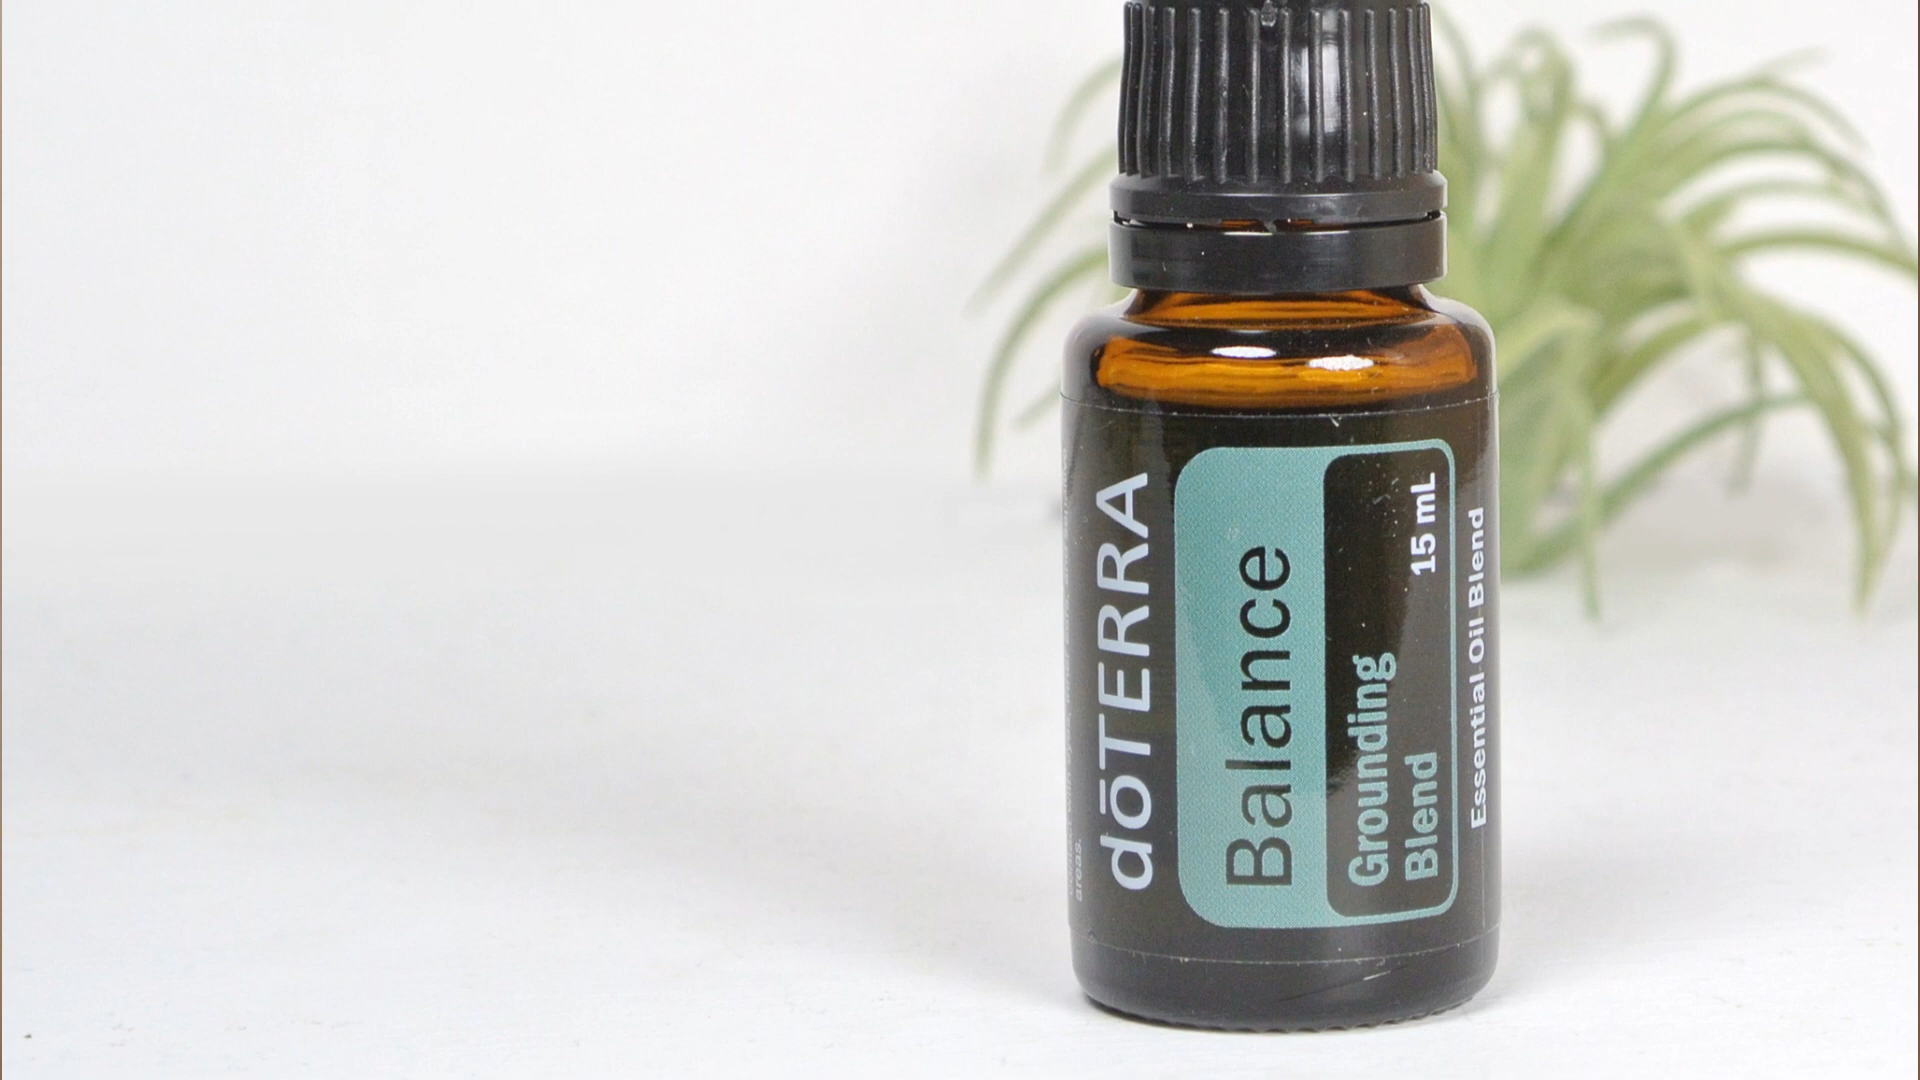 dōTERRA
Balance
Grounding
Blend
15 mL
Essential Oil Blend
areas.